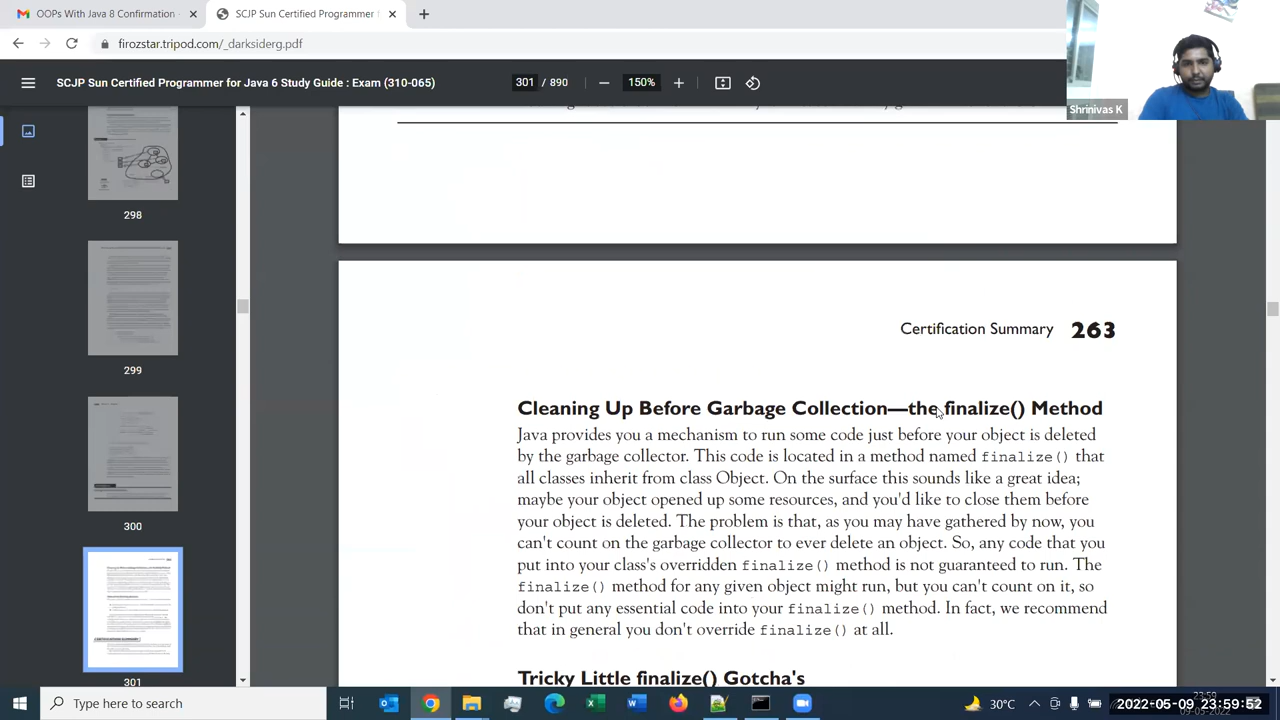 OOPs With Java 8 Confirmation
SCJP Sun Certified Programmer
firozstar.tripod.com/_darksiderg.pdf
SCJP Sun Certified Programmer for Java 6 Study Guide : Exam (310-065)
301 / 890
150%
Shrinivas K
298
299
300
301
Certification Summary 263
Cleaning Up Before Garbage Collection—the finalize() Method
Java provides you a mechanism to run some code just before your object is deleted
by the garbage collector. This code is located in a method named finalize() that
all classes inherit from class Object. On the surface this sounds like a great idea;
maybe your object opened up some resources, and you'd like to close them before
your object is deleted. The problem is that, as you may have gathered by now, you
can't count on the garbage collector to ever delete an object. So, any code that you
put into your class's overridden finalize() method is not guaranteed to run. The
finalize() method for any given object might run, but you can't count on it, so
don't put any essential code into your finalize() method. In fact, we recommend
that in general you don't override finalize() at all.
Tricky Little finalize() Gotcha's
Type here to search
30°C
23:59
09-05-2022
2022-05-09 23:59:52